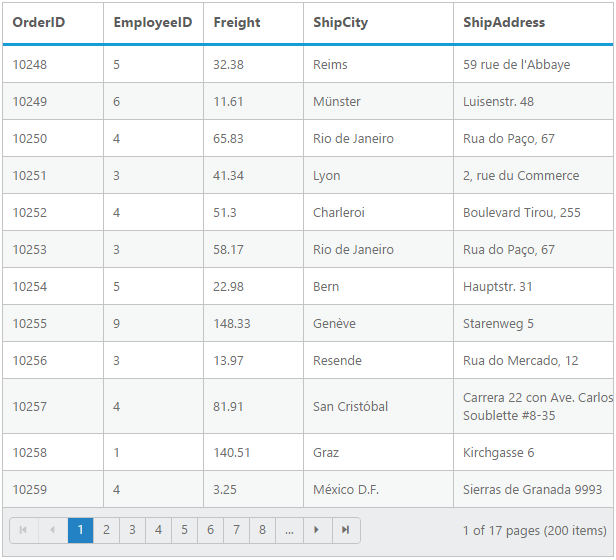 OrderID EmployeeID Freight ShipCity ShipAddress
10248 5 32.38 Reims 59 rue de l'Abbaye
10249 6 11.61 Münster Luisenstr. 48
10250 4 65.83 Rio de Janeiro Rua do Paço, 67
10251 3 41.34 Lyon 2, rue du Commerce
10252 4 51.3 Charleroi Boulevard Tirou, 255
10253 3 58.17 Rio de Janeiro Rua do Paço, 67
10254 5 22.98 Bern Hauptstr. 31
10255 9 148.33 Genève Starenweg 5
10256 3 13.97 Resende Rua do Mercado, 12
10257 4 81.91 San Cristóbal Carrera 22 con Ave. Carlos
Soublette #8-35
10258 1 140.51 Graz Kirchgasse 6
10259 4 3.25 México D.F. Sierras de Granada 9993
1 2 3 4 5 6 7 8 ... 1 of 17 pages (200 items)